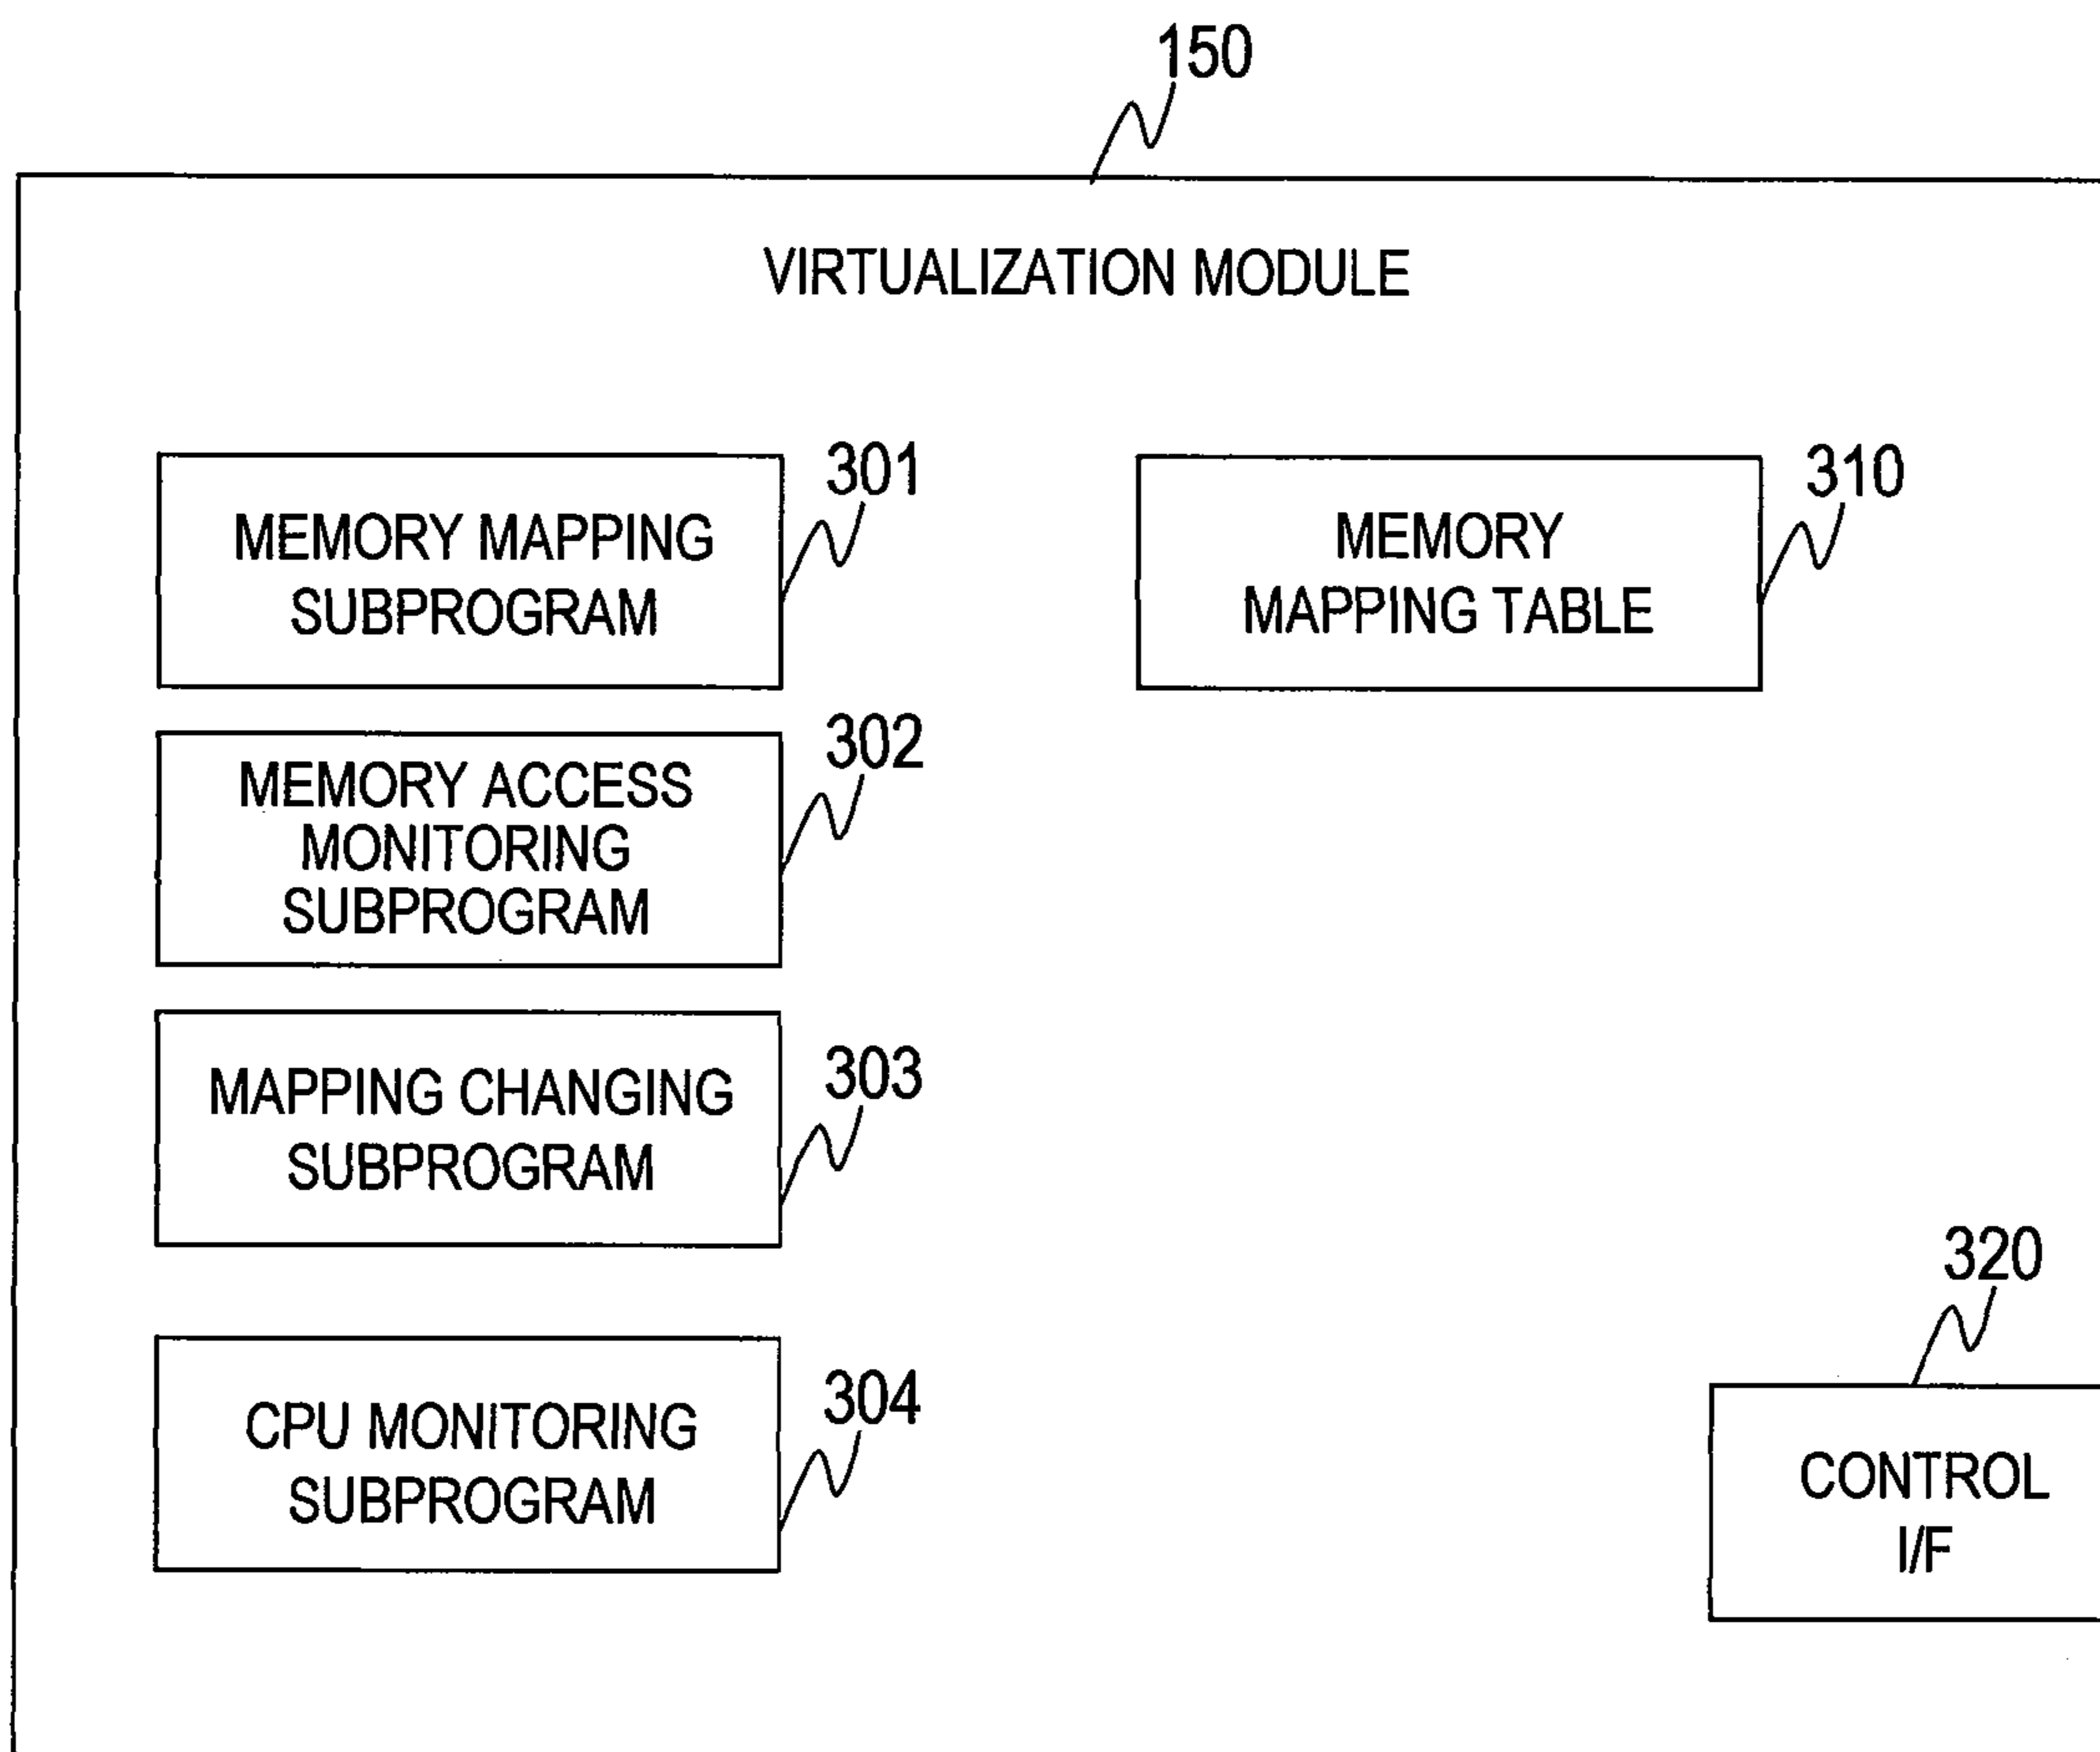 150
VIRTUALIZATION MODULE
301
MEMORY MAPPING
SUBPROGRAM
310
MEMORY
MAPPING TABLE
302
MEMORY ACCESS
MONITORING
SUBPROGRAM
303
MAPPING CHANGING
SUBPROGRAM
304
CPU MONITORING
SUBPROGRAM
320
CONTROL
I/F